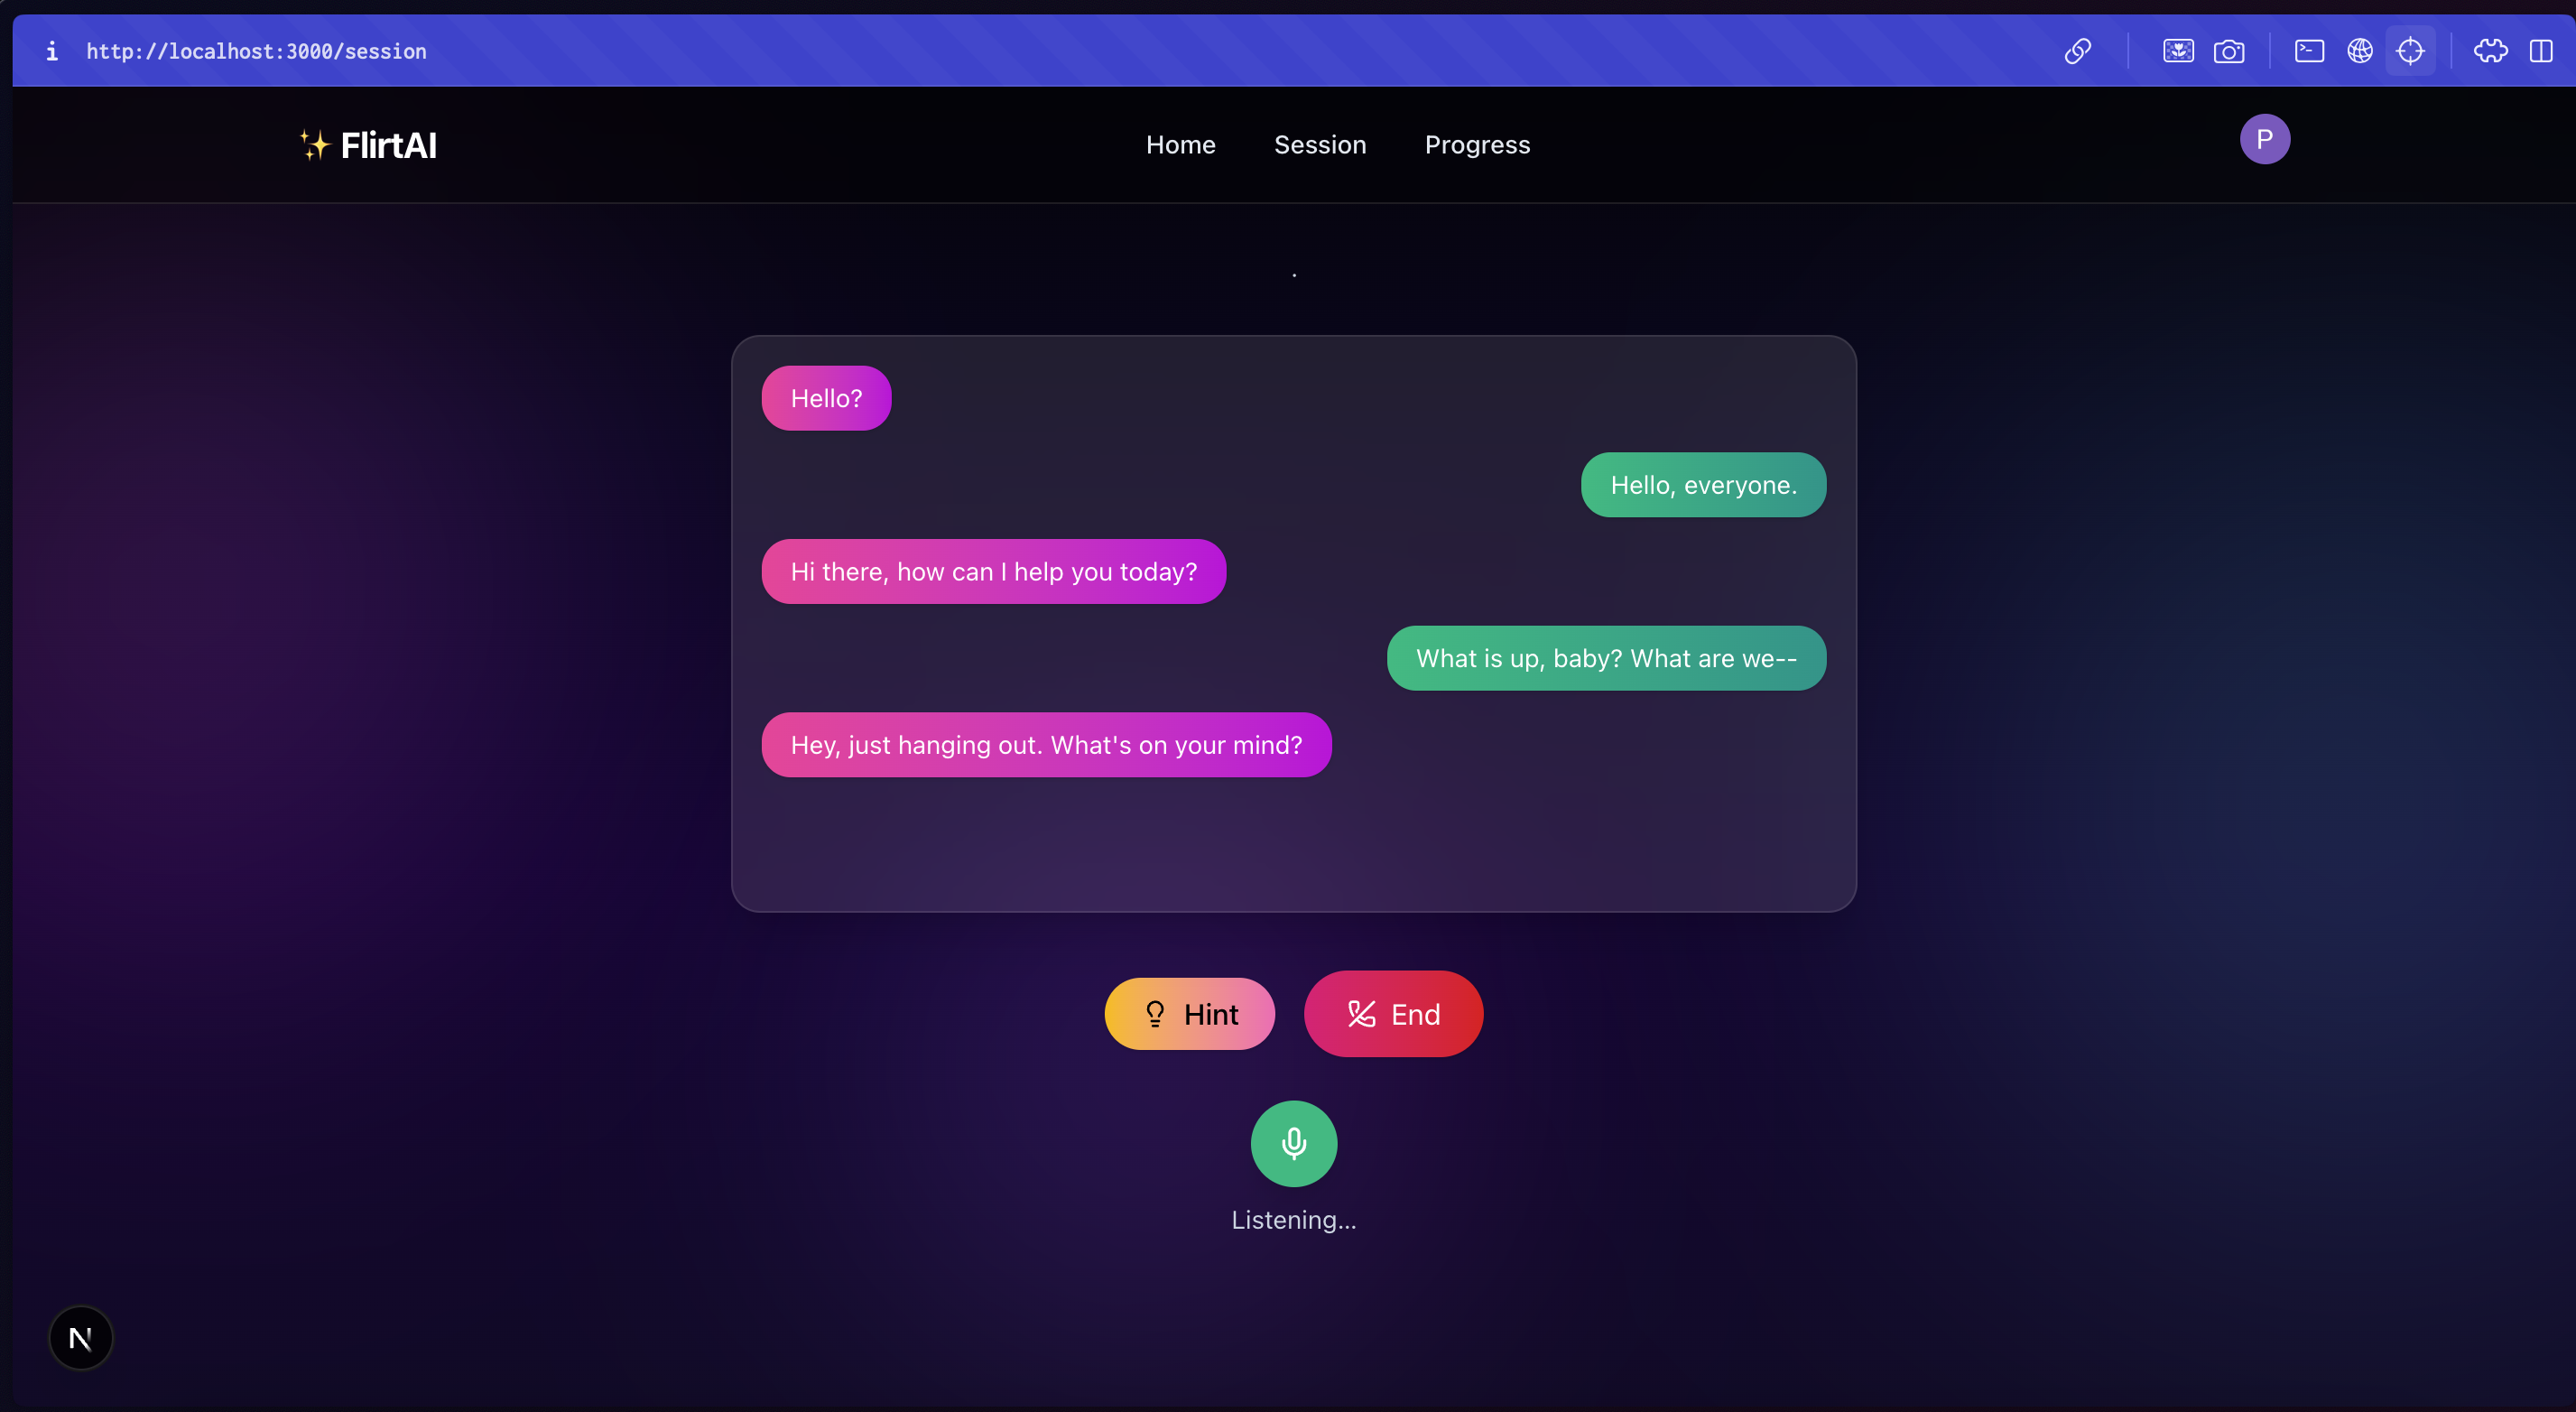 http://localhost:3000/session
✨ FlirtAI
Home Session Progress
P
.
Hello?
Hello, everyone.
Hi there, how can I help you today?
What is up, baby? What are we--
Hey, just hanging out. What's on your mind?
Hint
End
Listening...
N